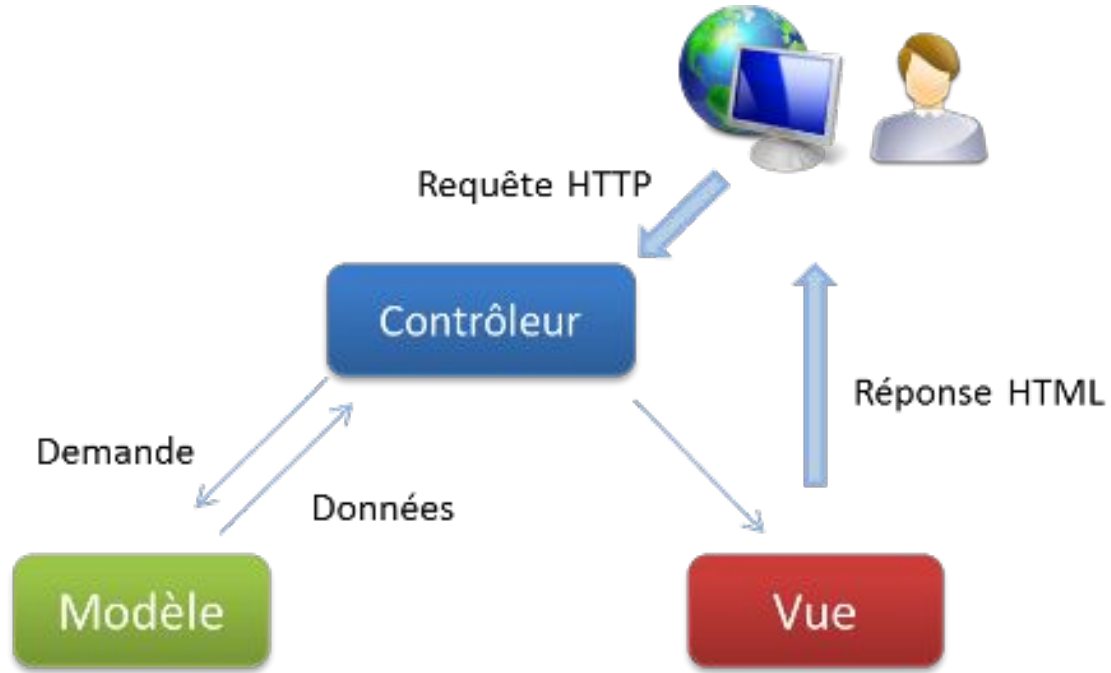 Requête HTTP
Contrôleur
Réponse HTML
Demande
Données
Modèle
Vue